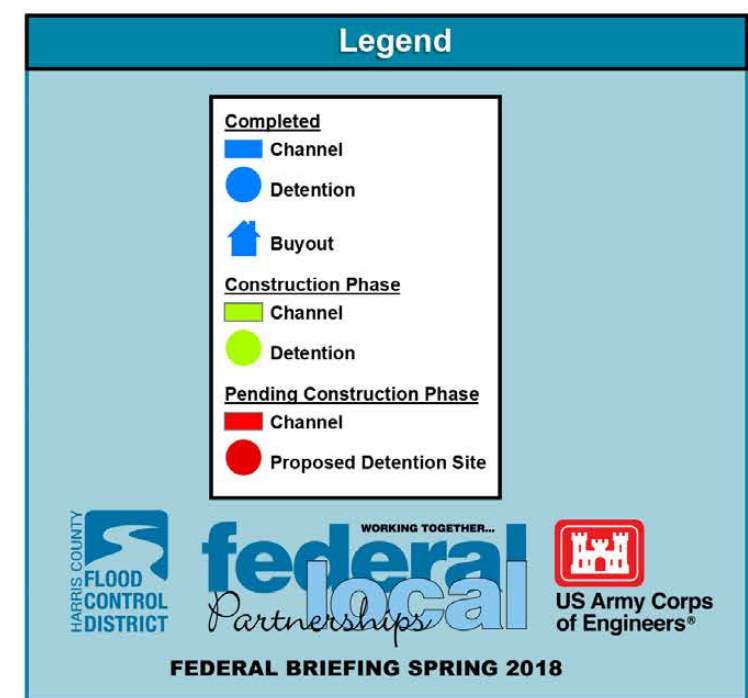 Legend
Completed
Channel
Detention
Buyout
Construction Phase
Channel
Detention
Pending Construction Phase
Channel
Proposed Detention Site
HARRIS COUNTY
FLOOD
CONTROL
DISTRICT
WORKING TOGETHER...
federal
local
Partnerships
US Army Corps
of Engineers®
FEDERAL BRIEFING SPRING 2018